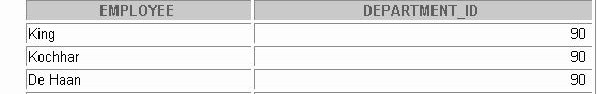 EMPLOYEE DEPARTMENT_ID
King 90
Kochhar 90
De Haan 90